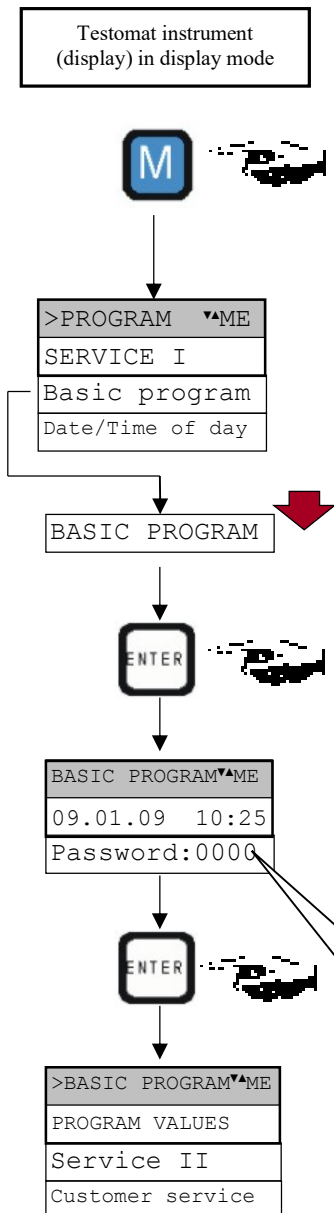 Testomat instrument
(display) in display mode
M
>PROGRAM ▼▲ME
SERVICE I
Basic program
Date/Time of day
BASIC PROGRAM
ENTER
BASIC PROGRAM▼▲ME
09.01.09 10:25
Password:0000
ENTER
>BASIC PROGRAM▼▲ME
PROGRAM VALUES
Service II
Customer service